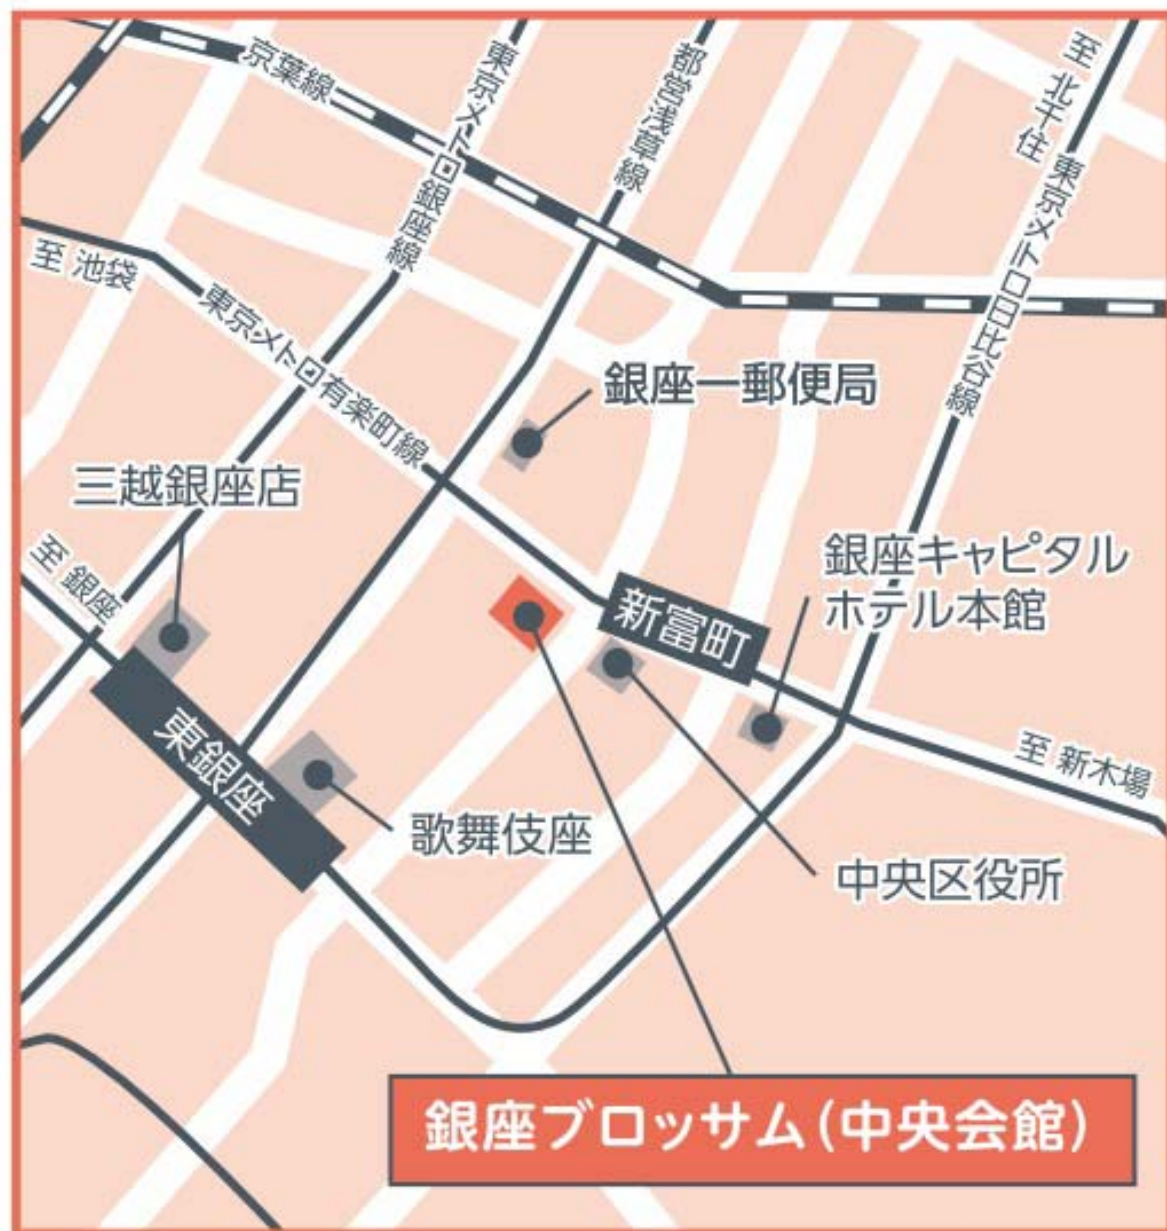 京葉線
東京メトロ銀座線
都営浅草線
至 北千住
東京メトロ日比谷線
至 池袋
東京メトロ有楽町線
銀座一郵便局
三越銀座店
至 銀座
銀座キャピタル
ホテル本館
新富町
東銀座
至 新木場
歌舞伎座
中央区役所
銀座ブロッサム(中央会館)